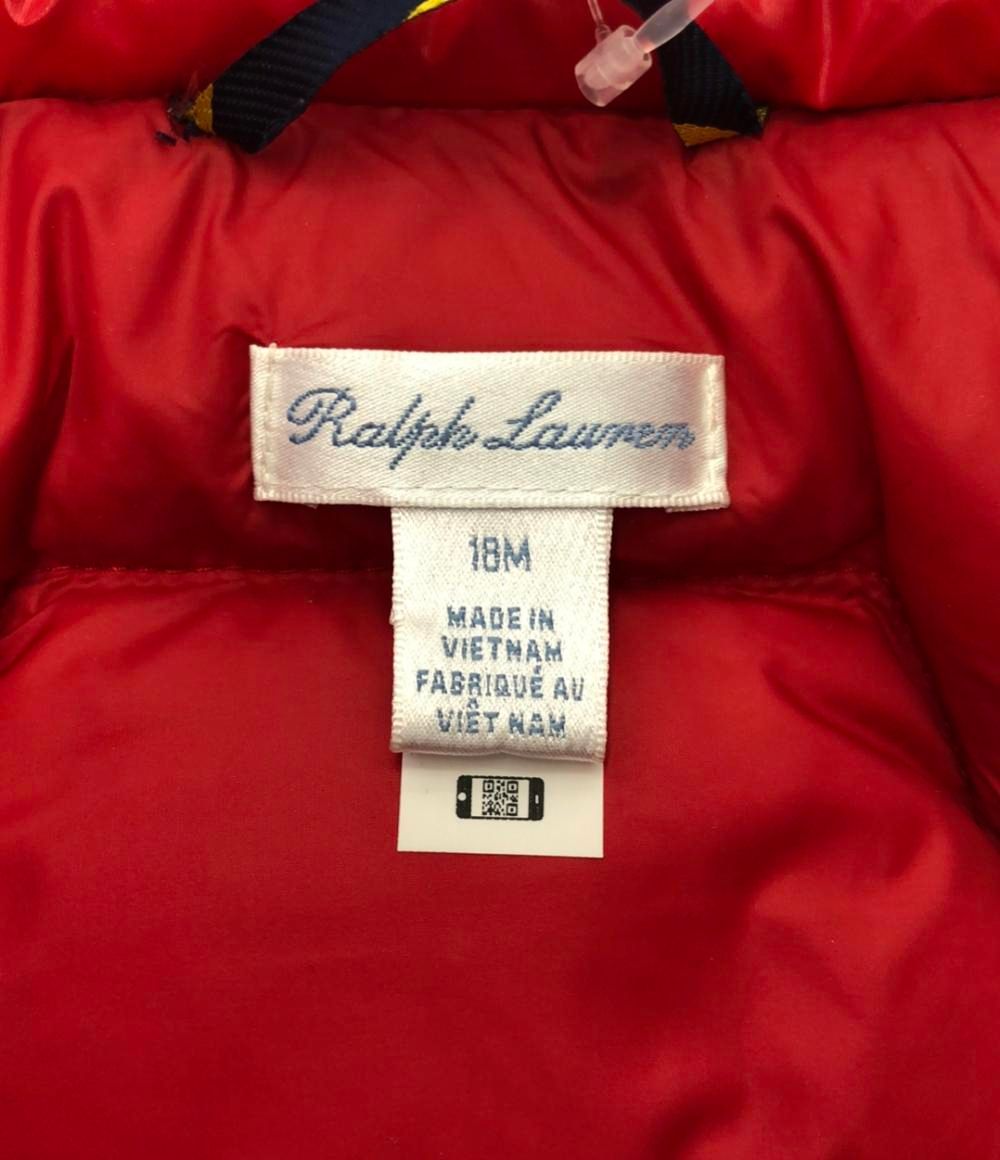 Ralph Lauren
18M
MADE IN
VIETNAM
FABRIQUÉ AU
VIÊT NAM